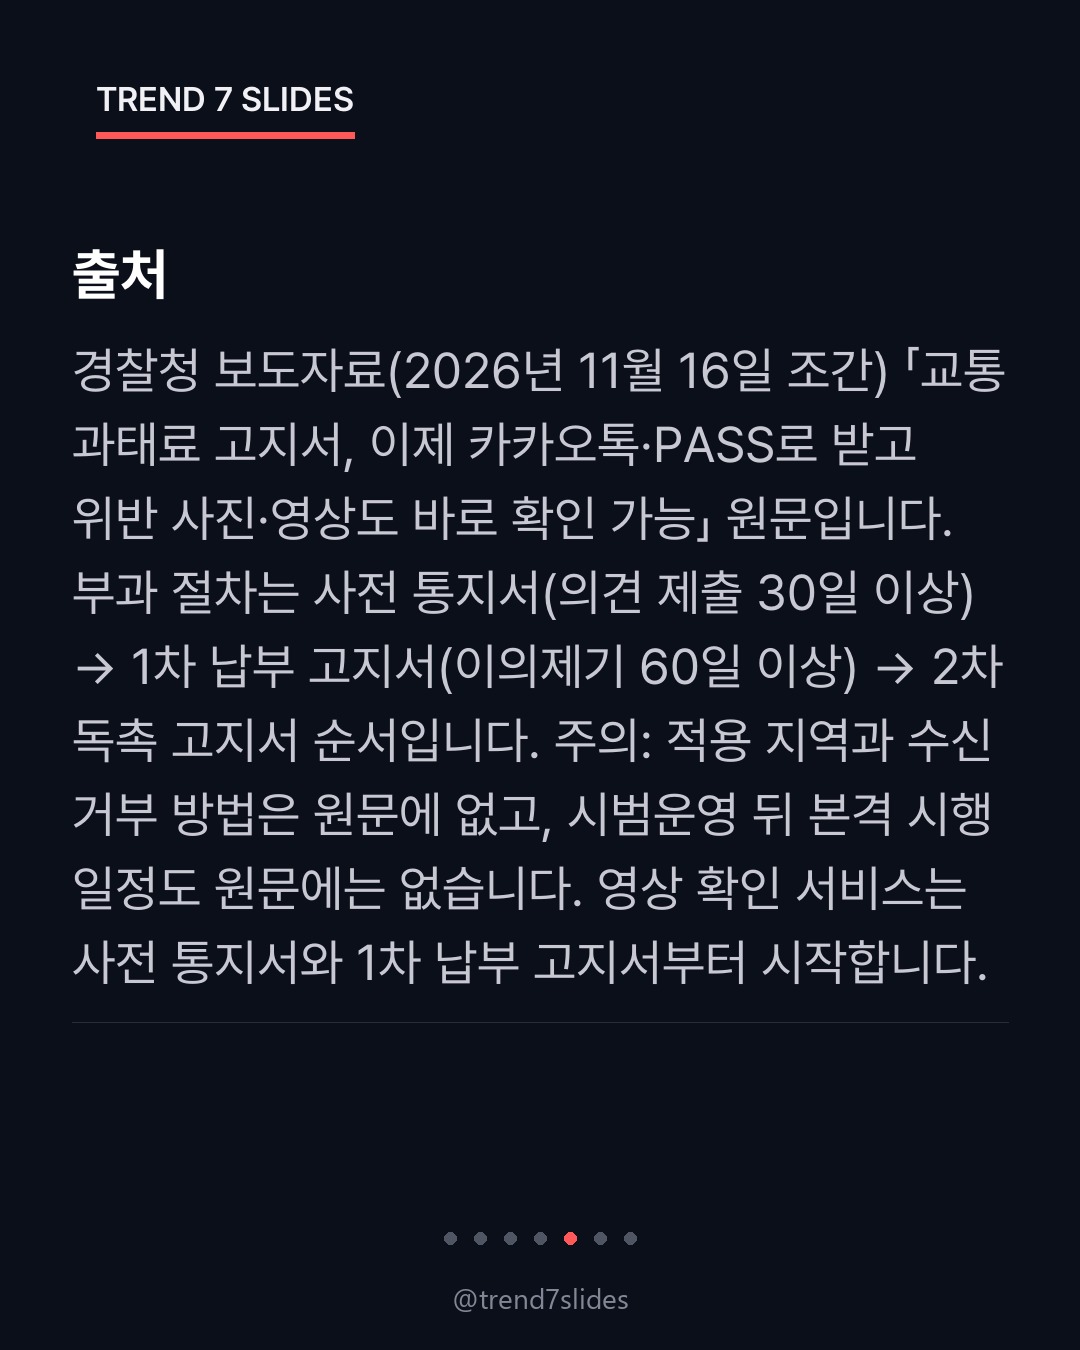 TREND 7 SLIDES
출처
경찰청 보도자료(2026년 11월 16일 조간) 「교통
과태료 고지서, 이제 카카오톡·PASS로 받고
위반 사진·영상도 바로 확인 가능」 원문입니다.
부과 절차는 사전 통지서(의견 제출 30일 이상)
→ 1차 납부 고지서(이의제기 60일 이상) → 2차
독촉 고지서 순서입니다. 주의: 적용 지역과 수신
거부 방법은 원문에 없고, 시범운영 뒤 본격 시행
일정도 원문에는 없습니다. 영상 확인 서비스는
사전 통지서와 1차 납부 고지서부터 시작합니다.
@trend7slides